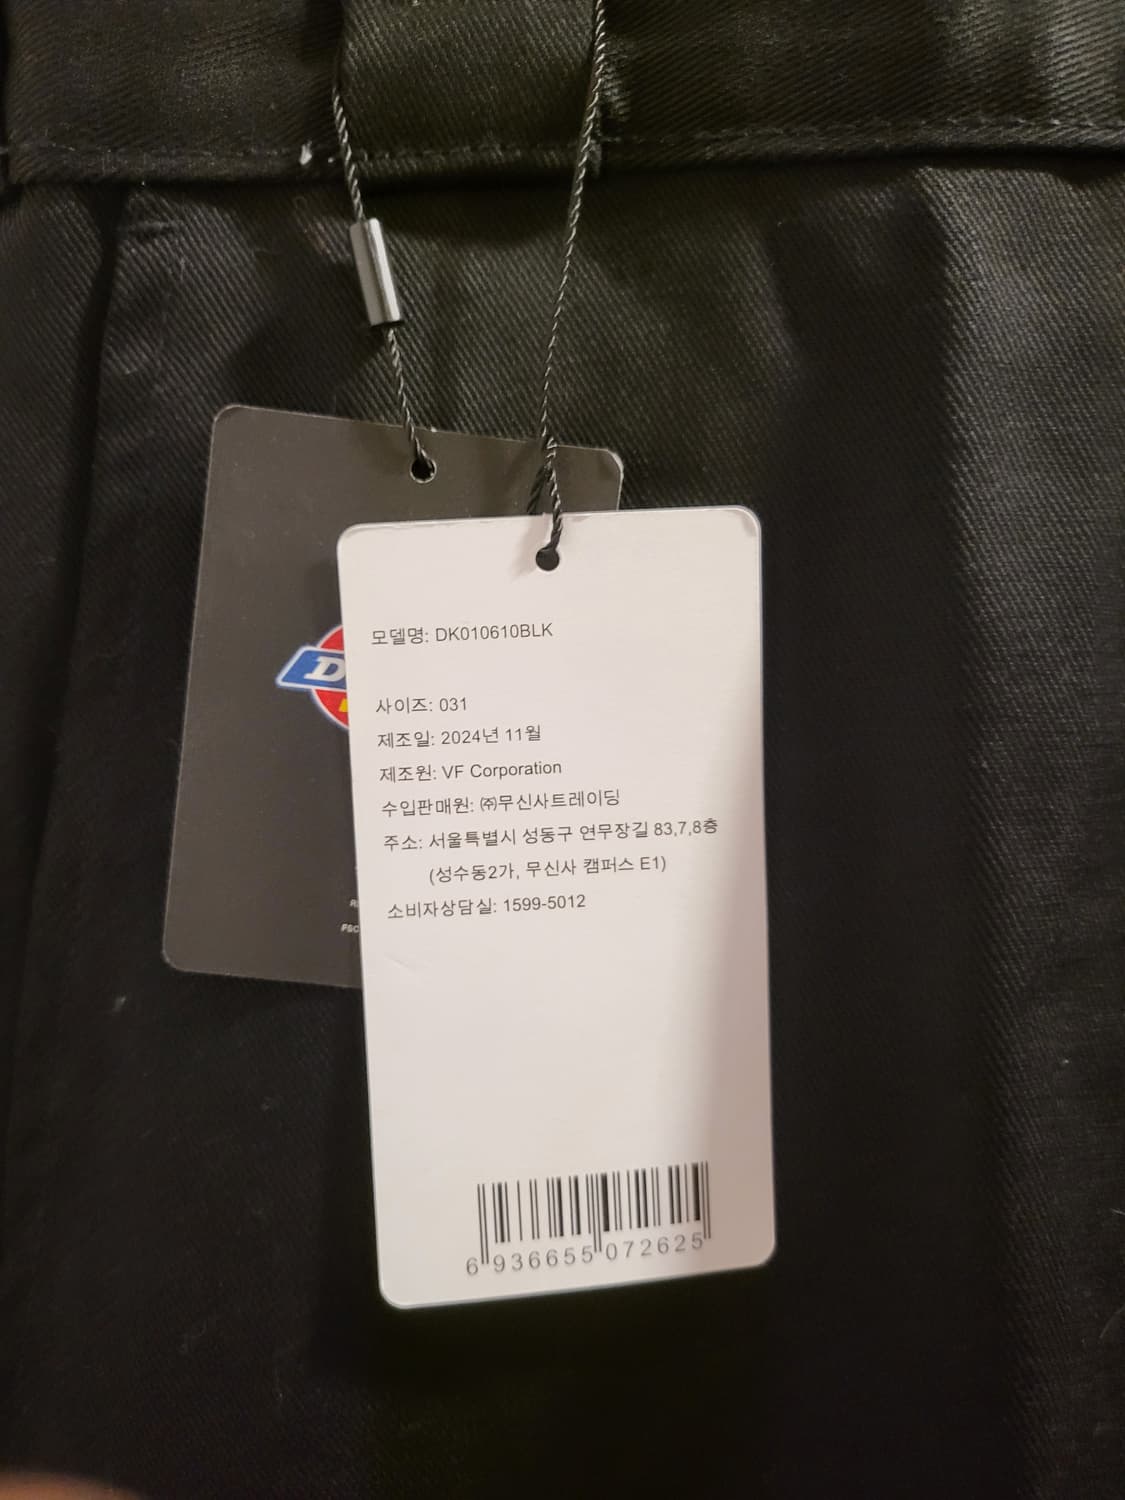 모델명: DK010610BLK
사이즈: 031
제조일: 2024년 11월
제조원: VF Corporation
수입판매원: ㈜무신사트레이딩
주소: 서울특별시 성동구 연무장길 83,7,8층
(성수동2가, 무신사 캠퍼스 E1)
소비자상담실: 1599-5012
6 936655 072625